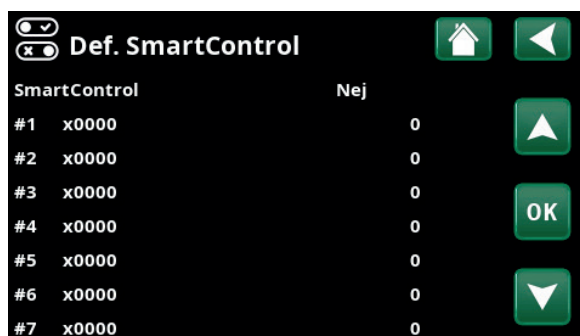 Def. SmartControl
SmartControl Nej
#1 x0000 0
#2 x0000 0
#3 x0000 0
OK
#4 x0000 0
#5 x0000 0
#6 x0000 0
#7 x0000 0